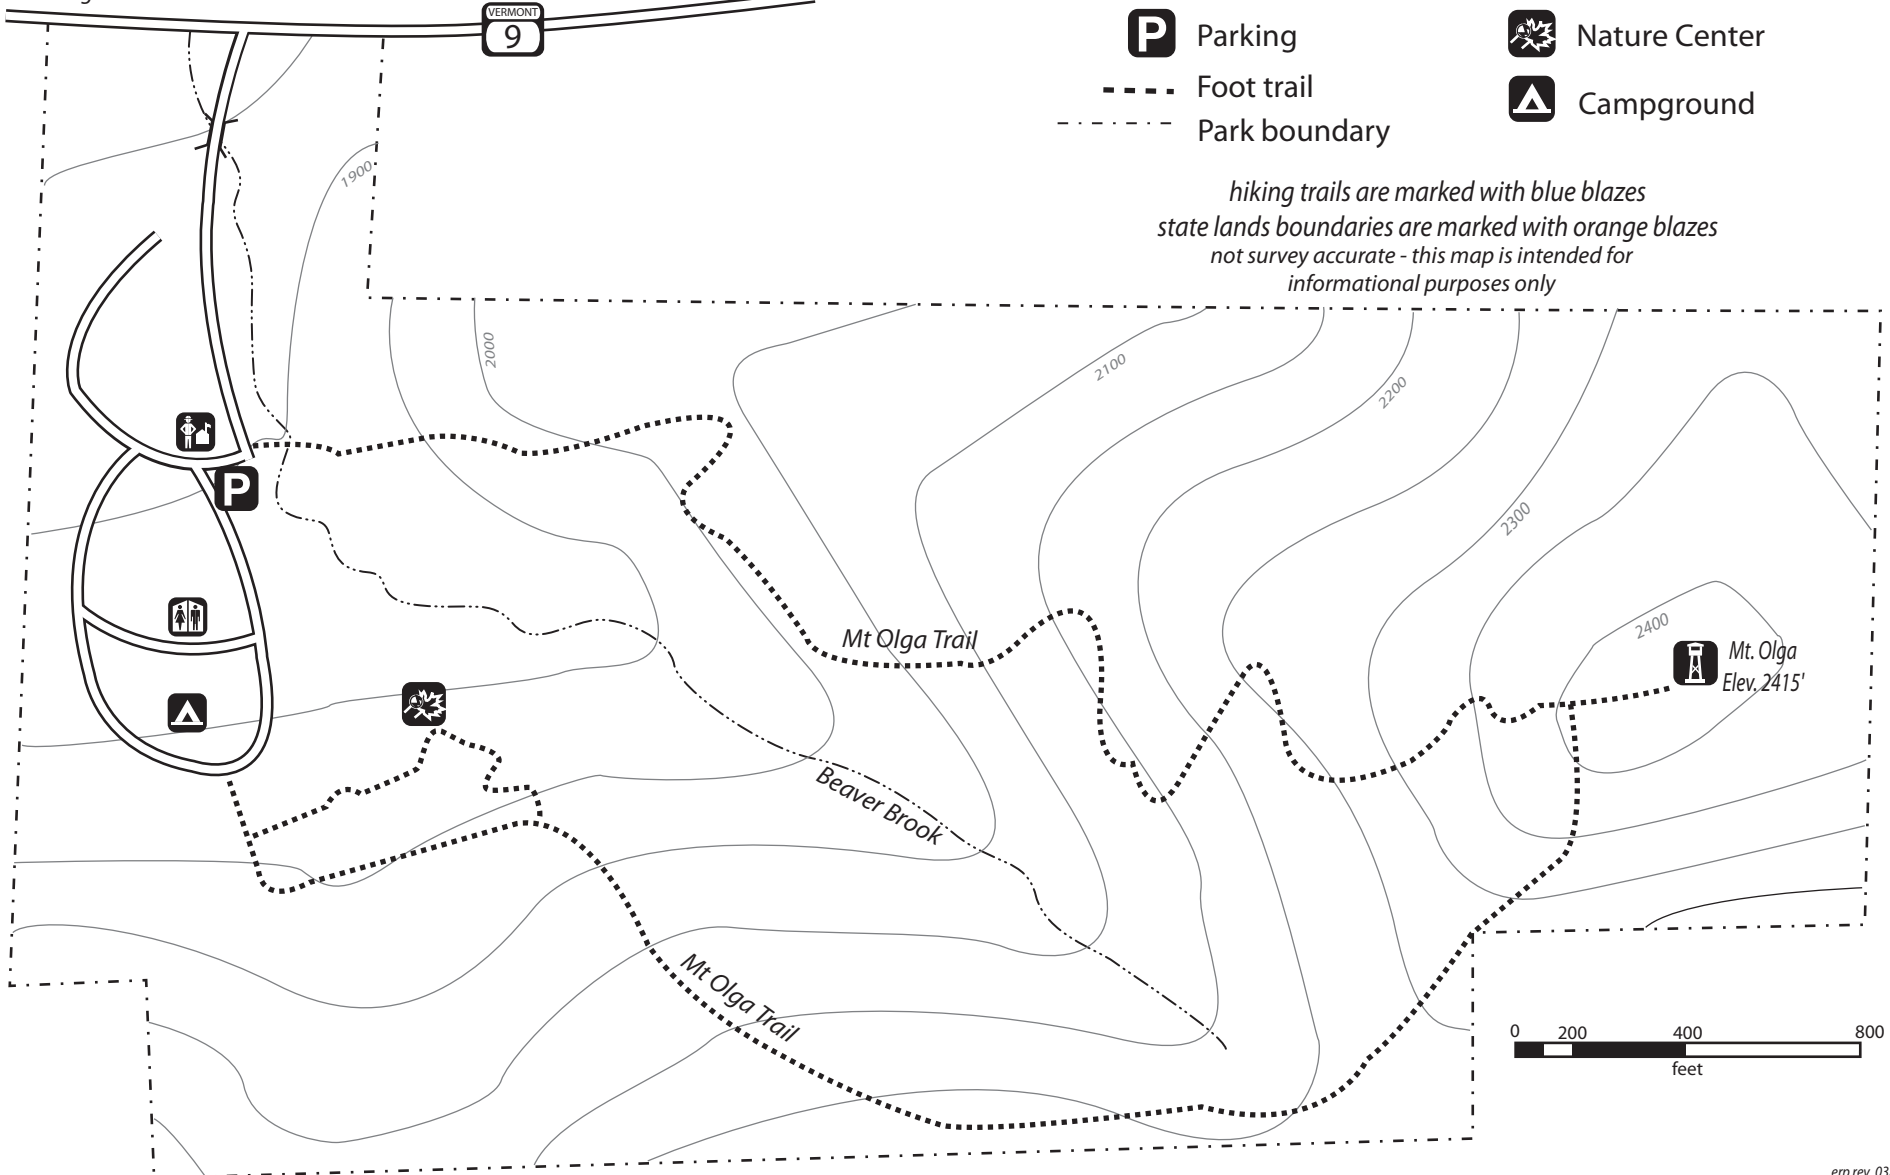 VERMONT
9
P Parking
Nature Center
Foot trail
Campground
Park boundary
hiking trails are marked with blue blazes
state lands boundaries are marked with orange blazes
not survey accurate - this map is intended for
informational purposes only
1900
2000
2100
2200
2300
2400
P
Mt Olga Trail
Mt. Olga
Elev. 2415'
Beaver Brook
Mt Olga Trail
0 200 400 800
feet